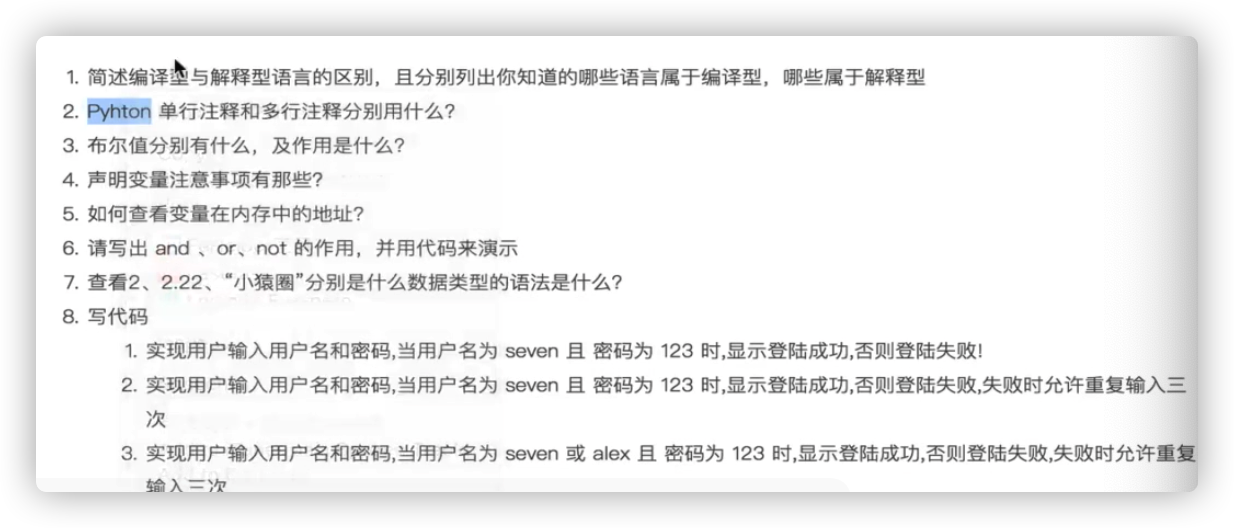 1. 简述编译型与解释型语言的区别，且分别列出你知道的哪些语言属于编译型，哪些属于解释型
2. Pyhton 单行注释和多行注释分别用什么？
3. 布尔值分别有什么，及作用是什么？
4. 声明变量注意事项有那些？
5. 如何查看变量在内存中的地址？
6. 请写出 and 、or、not 的作用，并用代码来演示
7. 查看2、2.22、“小猿圈”分别是什么数据类型的语法是什么？
8. 写代码
1. 实现用户输入用户名和密码,当用户名为 seven 且 密码为 123 时,显示登陆成功,否则登陆失败!
2. 实现用户输入用户名和密码,当用户名为 seven 且 密码为 123 时,显示登陆成功,否则登陆失败,失败时允许重复输入三
次
3. 实现用户输入用户名和密码,当用户名为 seven 或 alex 且 密码为 123 时,显示登陆成功,否则登陆失败,失败时允许重复
输入三次